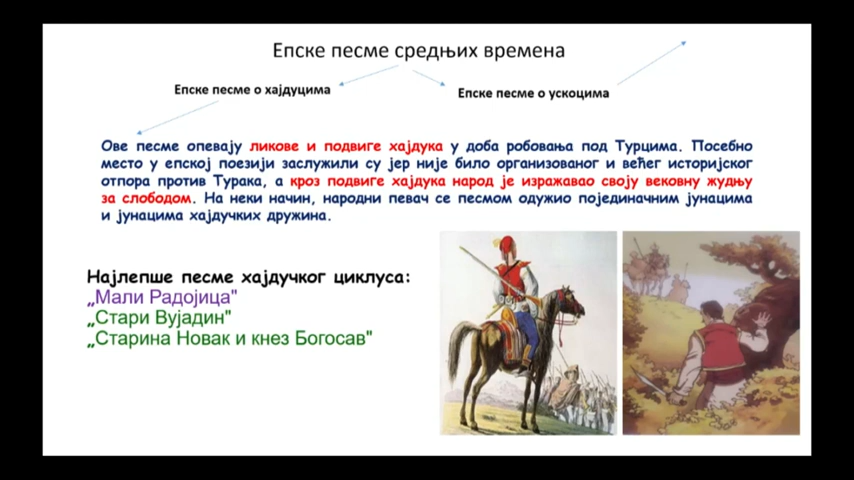 Епске песме средњих времена
Епске песме о хајдуцима
Епске песме о ускоцима
Ове песме опевају ликове и подвиге хајдука у доба робовања под Турцима. Посебно
место у епској поезији заслужили су јер није било организованог и већег историјског
отпора против Турака, а кроз подвиге хајдука народ је изражавао своју вековну жудњу
за слободом. На неки начин, народни певач се песмом одужио појединачним јунацима
и јунацима хајдучких дружина.
Најлепше песме хајдучког циклуса:
„Мали Радојица"
„Стари Вујадин"
„Старина Новак и кнез Богосав"